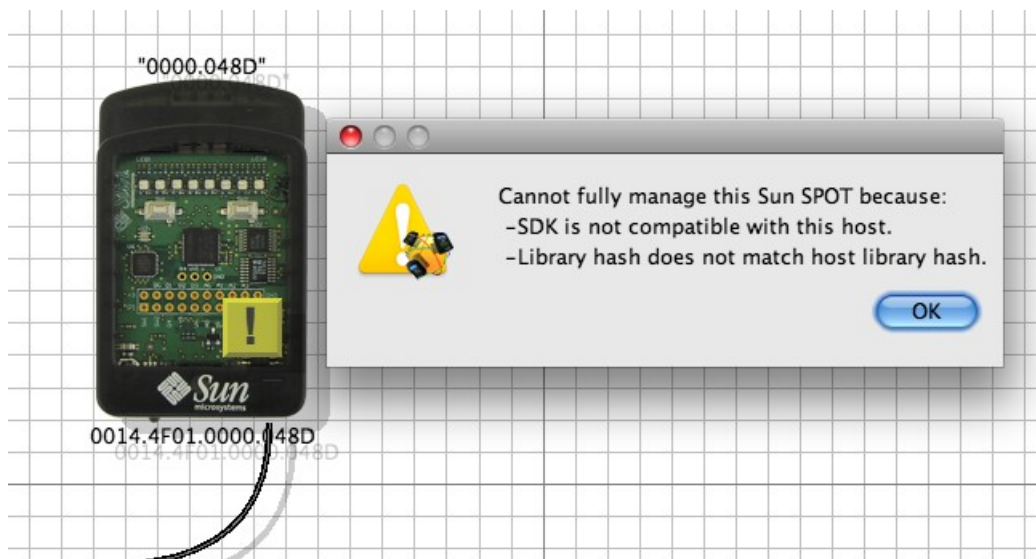 "0000.048D"
Cannot fully manage this Sun SPOT because:
-SDK is not compatible with this host.
-Library hash does not match host library hash.
OK
!
Sun
microsystems
0014.4F01.0000.048D